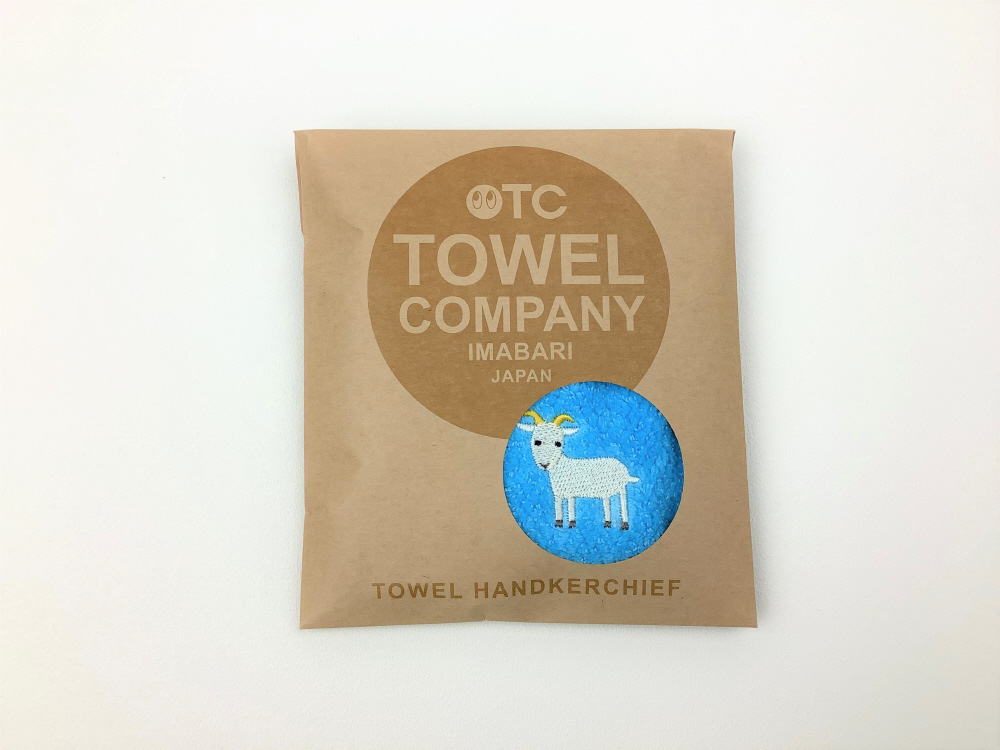 OTC
TOWEL
COMPANY
IMABARI
JAPAN
TOWEL HANDKERCHIEF